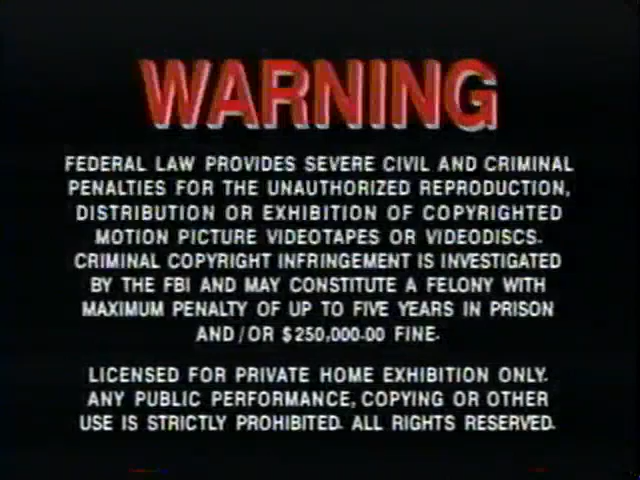 WARNING
FEDERAL LAW PROVIDES SEVERE CIVIL AND CRIMINAL
PENALTIES FOR THE UNAUTHORIZED REPRODUCTION,
DISTRIBUTION OR EXHIBITION OF COPYRIGHTED
MOTION PICTURE VIDEOTAPES OR VIDEODISCS.
CRIMINAL COPYRIGHT INFRINGEMENT IS INVESTIGATED
BY THE FBI AND MAY CONSTITUTE A FELONY WITH
MAXIMUM PENALTY OF UP TO FIVE YEARS IN PRISON
AND/OR $250,000.00 FINE.
LICENSED FOR PRIVATE HOME EXHIBITION ONLY.
ANY PUBLIC PERFORMANCE, COPYING OR OTHER
USE IS STRICTLY PROHIBITED. ALL RIGHTS RESERVED.